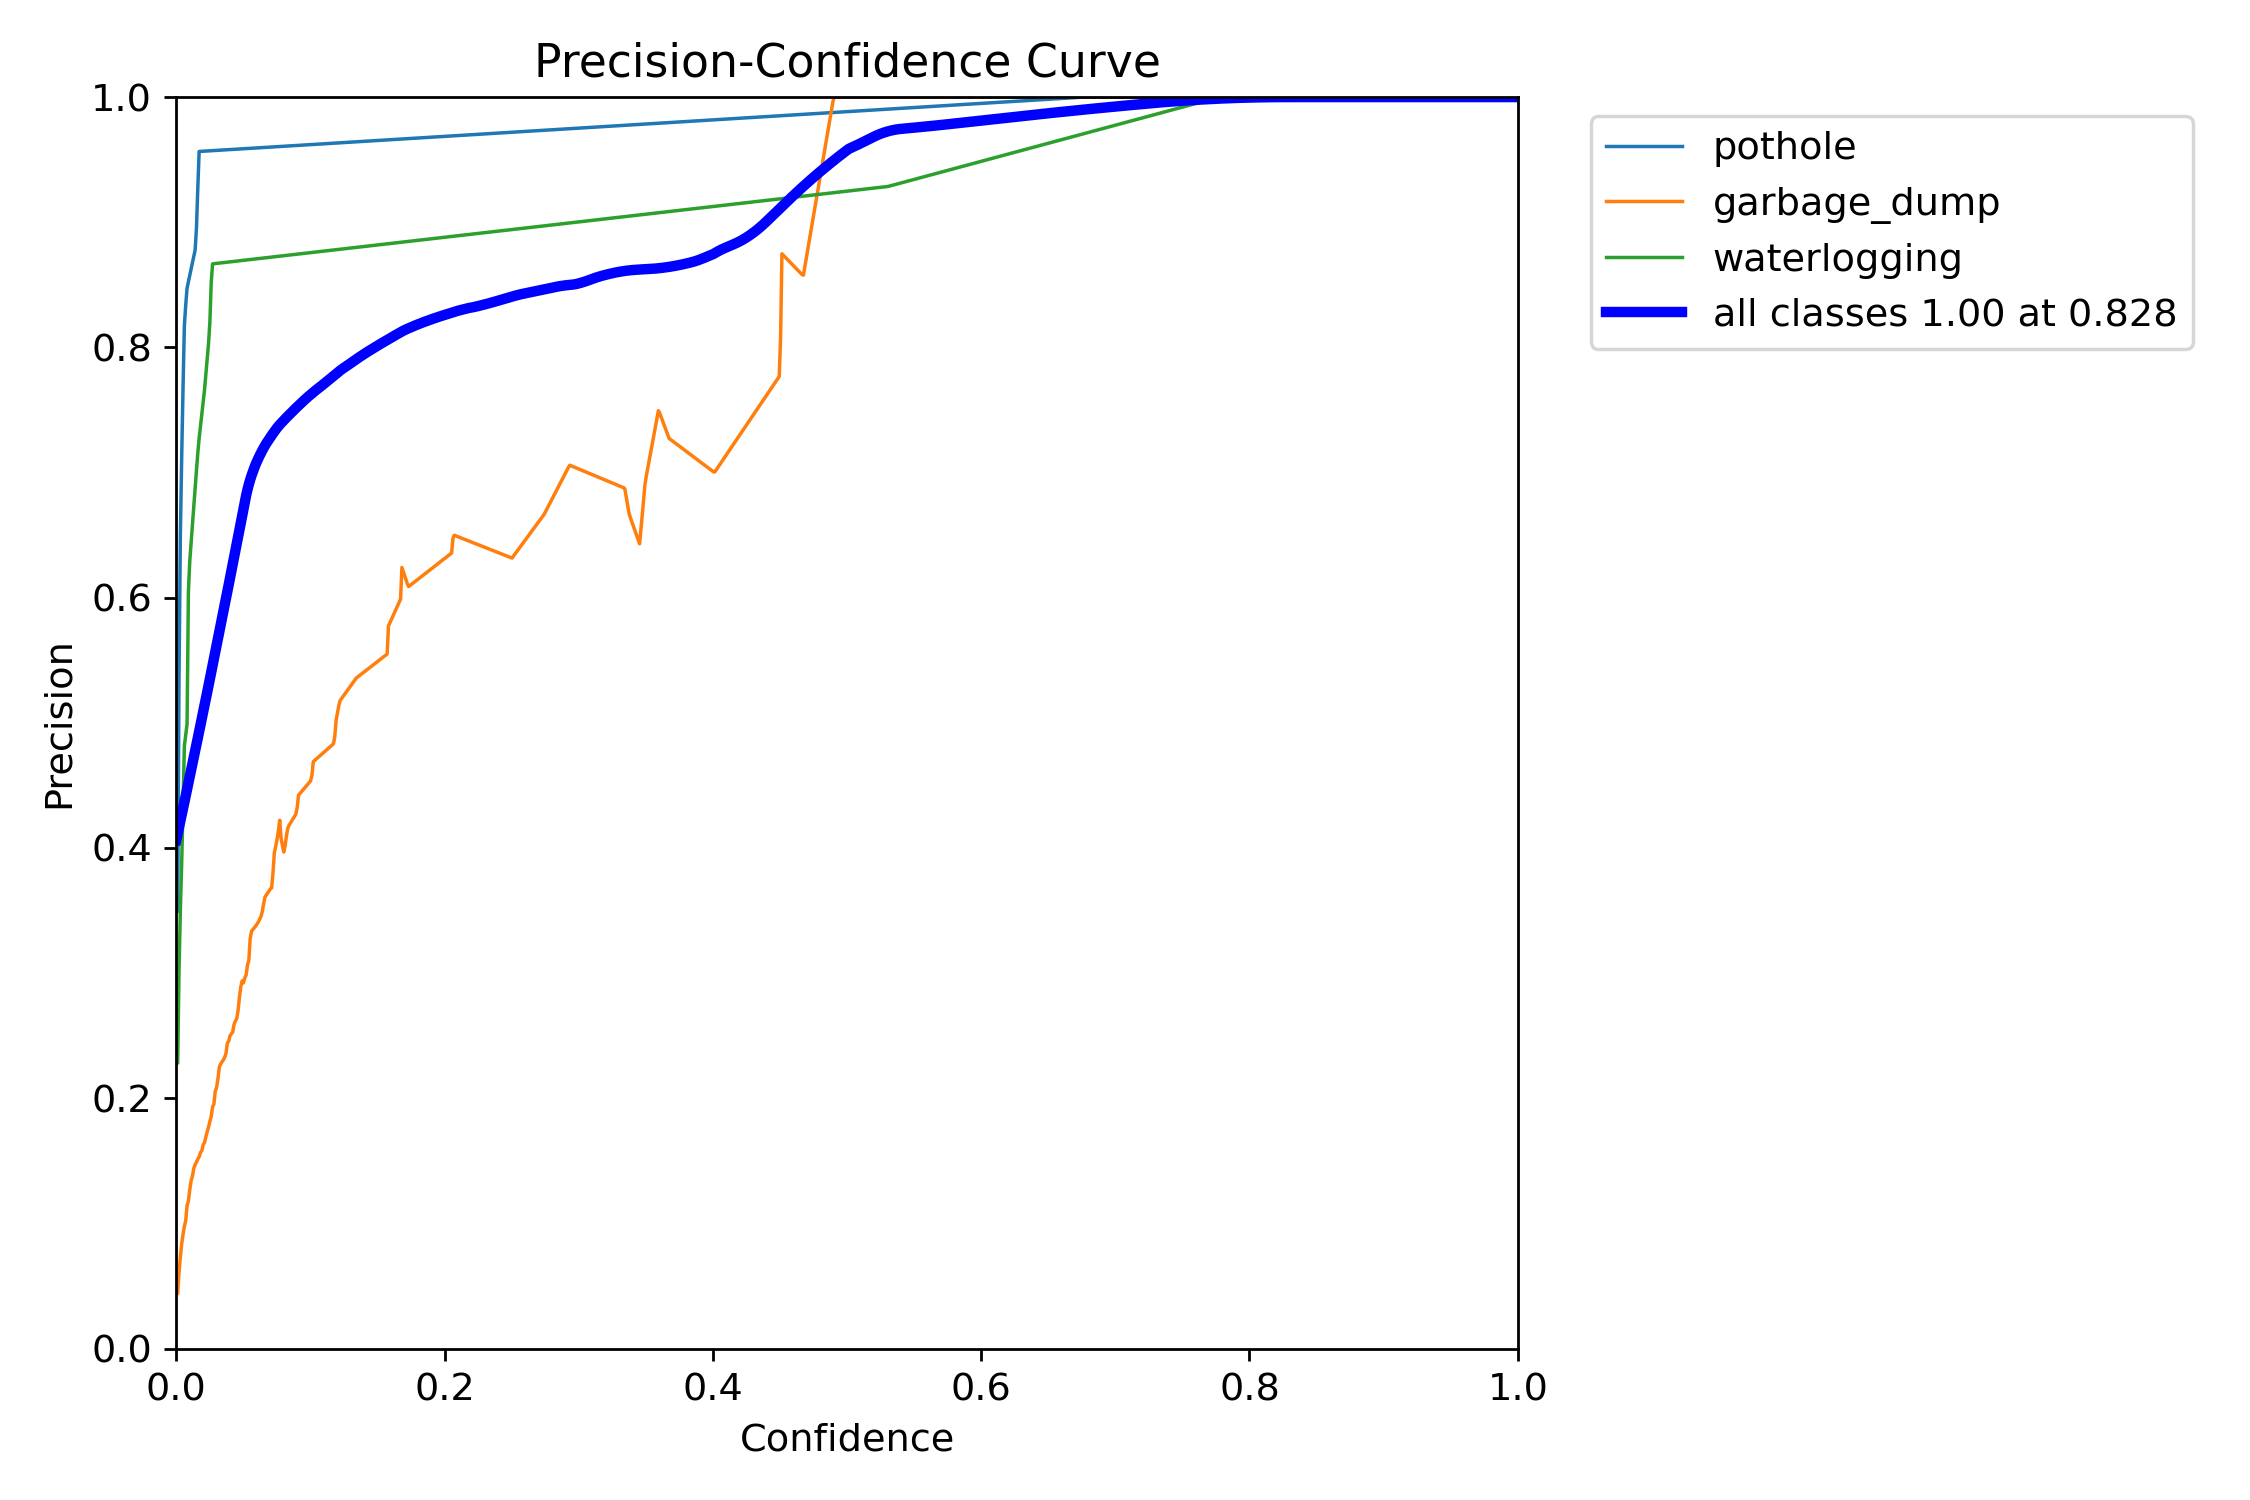 Precision-Confidence Curve
1.0
0.8
0.6
0.4
0.2
0.0
Precision
0.0 0.2 0.4 0.6 0.8 1.0
Confidence
pothole
garbage_dump
waterlogging
all classes 1.00 at 0.828